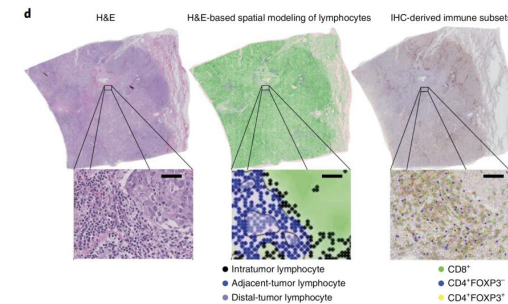 d
H&E
H&E-based spatial modeling of lymphocytes
IHC-derived immune subsets
Intratumor lymphocyte
Adjacent-tumor lymphocyte
Distal-tumor lymphocyte
CD8⁺
CD4⁺FOXP3⁻
CD4⁺FOXP3⁺